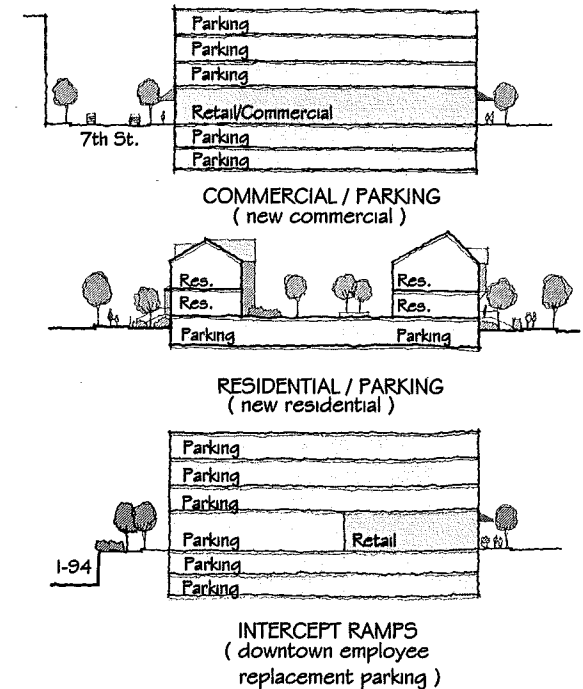 Parking
Parking
Parking
Retail/Commercial
7th St.
Parking
Parking
COMMERCIAL / PARKING
( new commercial )
Res. Res.
Res. Res.
Parking Parking
RESIDENTIAL / PARKING
( new residential )
Parking
Parking
Parking
Parking Retail
I-94
Parking
Parking
INTERCEPT RAMPS
( downtown employee
replacement parking )